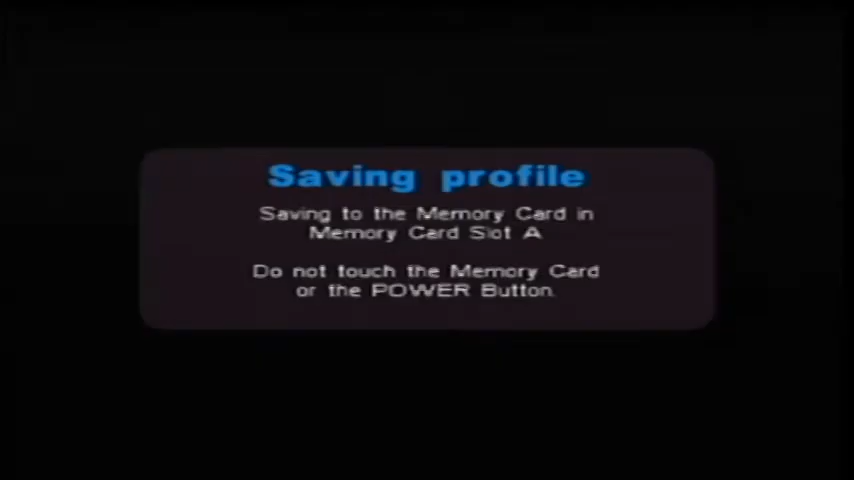 Saving profile
Saving to the Memory Card in
Memory Card Slot A
Do not touch the Memory Card
or the POWER Button.